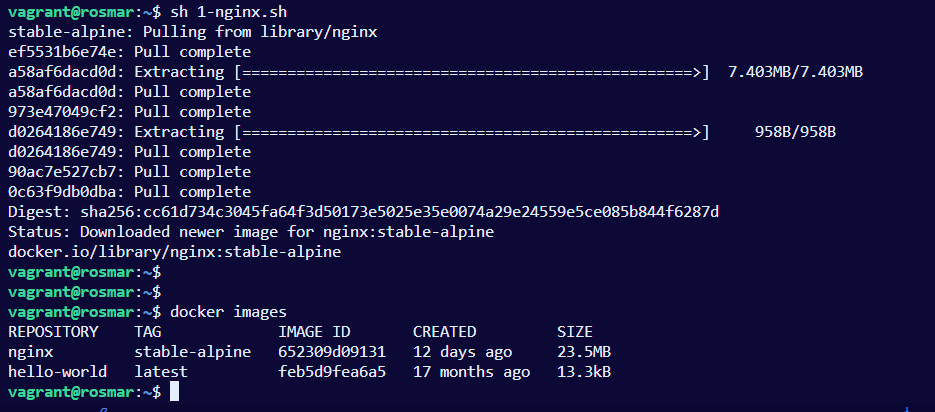 vagrant@rosmar:~$ sh 1-nginx.sh
stable-alpine: Pulling from library/nginx
ef5531b6e74e: Pull complete
a58af6dacd0d: Extracting [==================================================>]  7.403MB/7.403MB
a58af6dacd0d: Pull complete
973e47049cf2: Pull complete
d0264186e749: Extracting [==================================================>]     958B/958B
d0264186e749: Pull complete
90ac7e527cb7: Pull complete
0c63f9db0dba: Pull complete
Digest: sha256:cc61d734c3045fa64f3d50173e5025e35e0074a29e24559e5ce085b844f6287d
Status: Downloaded newer image for nginx:stable-alpine
docker.io/library/nginx:stable-alpine
vagrant@rosmar:~$
vagrant@rosmar:~$
vagrant@rosmar:~$ docker images
REPOSITORY    TAG             IMAGE ID       CREATED         SIZE
nginx         stable-alpine   652309d09131   12 days ago     23.5MB
hello-world   latest          feb5d9fea6a5   17 months ago   13.3kB
vagrant@rosmar:~$